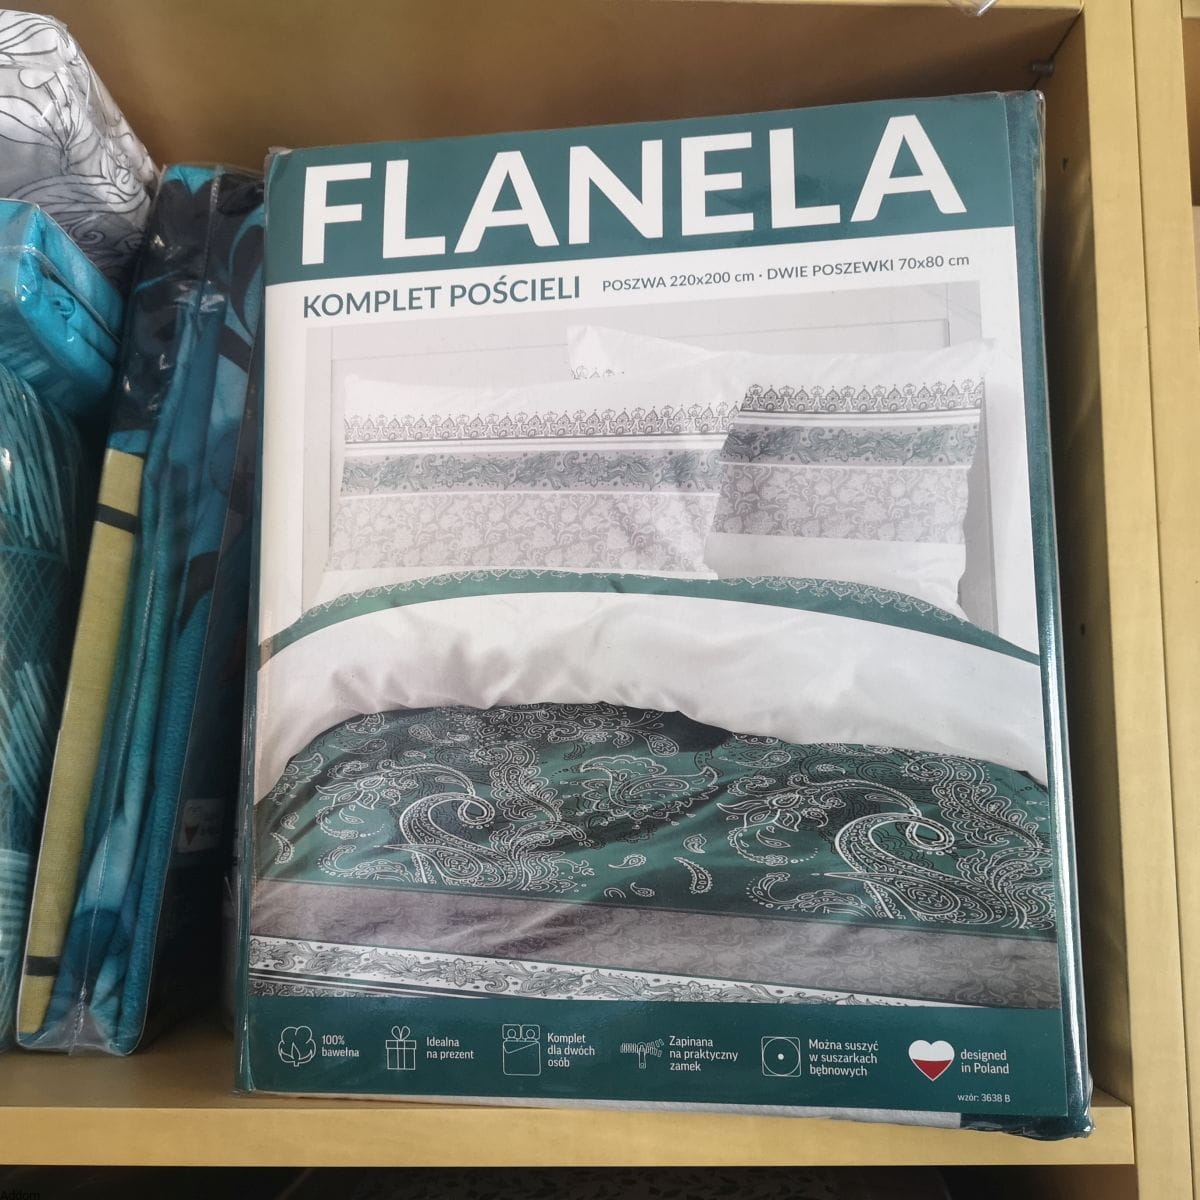 FLANELA
KOMPLET POŚCIELI
POSZWA 220x200 cm · DWIE POSZEWKI 70x80 cm
100%
bawełna
Idealna
na prezent
Komplet
dla dwóch
osób
Zapinana
na praktyczny
zamek
Można suszyć
w suszarkach
bębnowych
designed
in Poland
wzór: 3638 B